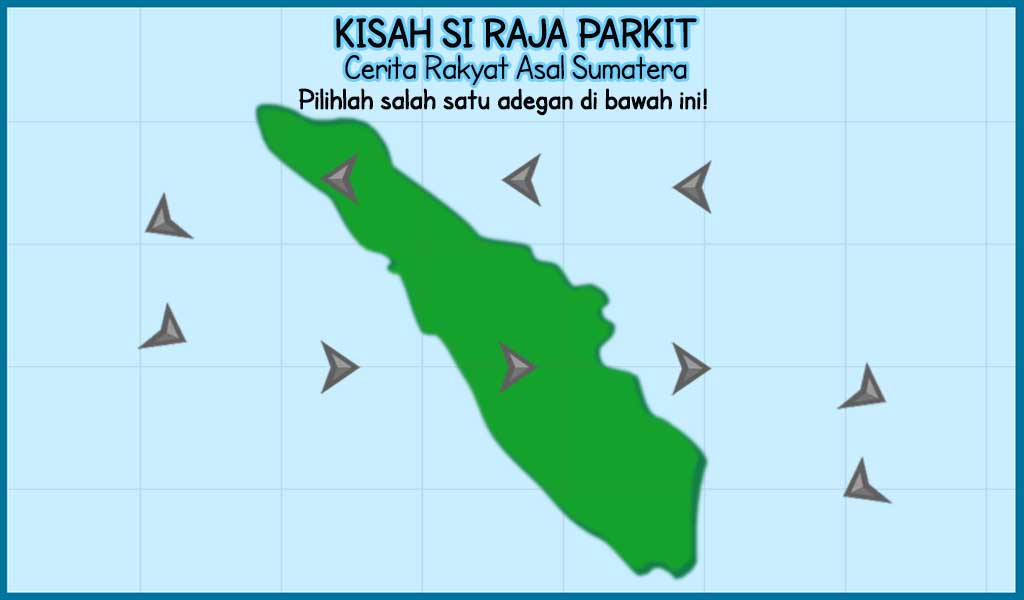 KISAH SI RAJA PARKIT
Cerita Rakyat Asal Sumatera
Pilihlah salah satu adegan di bawah ini!